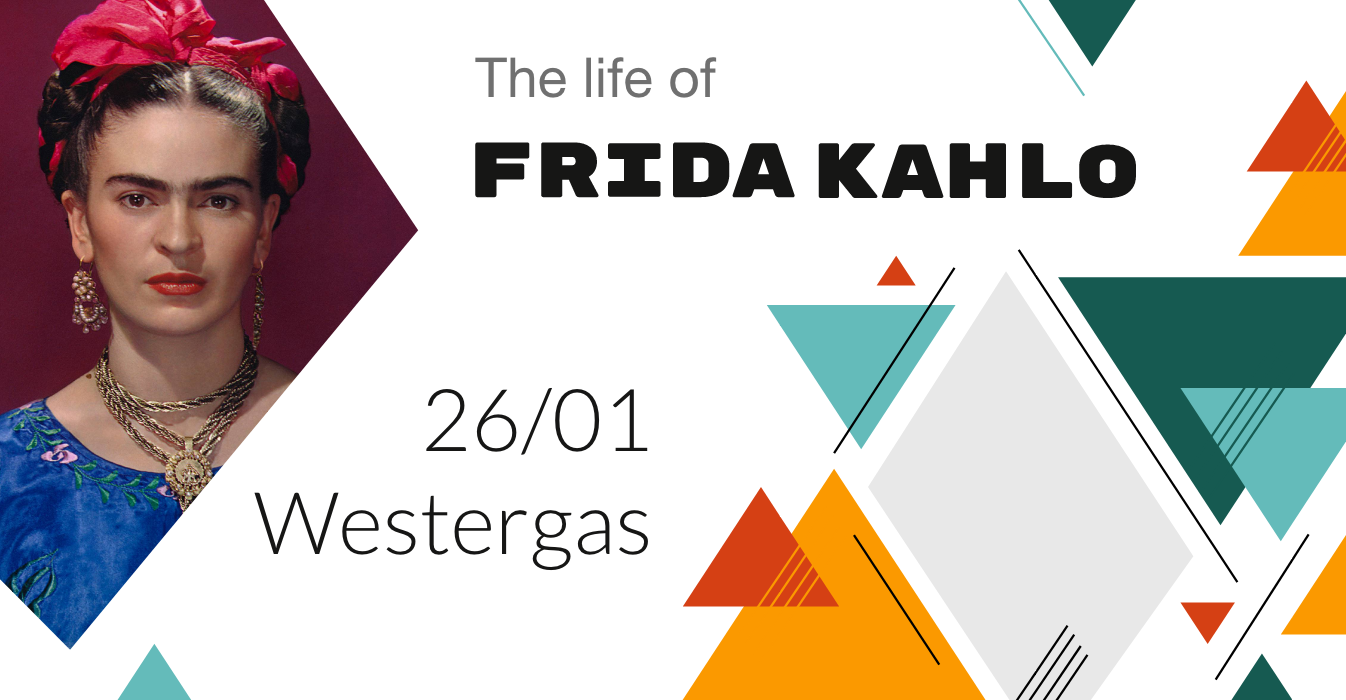 The life of
FRIDA KAHLO
26/01
Westergas